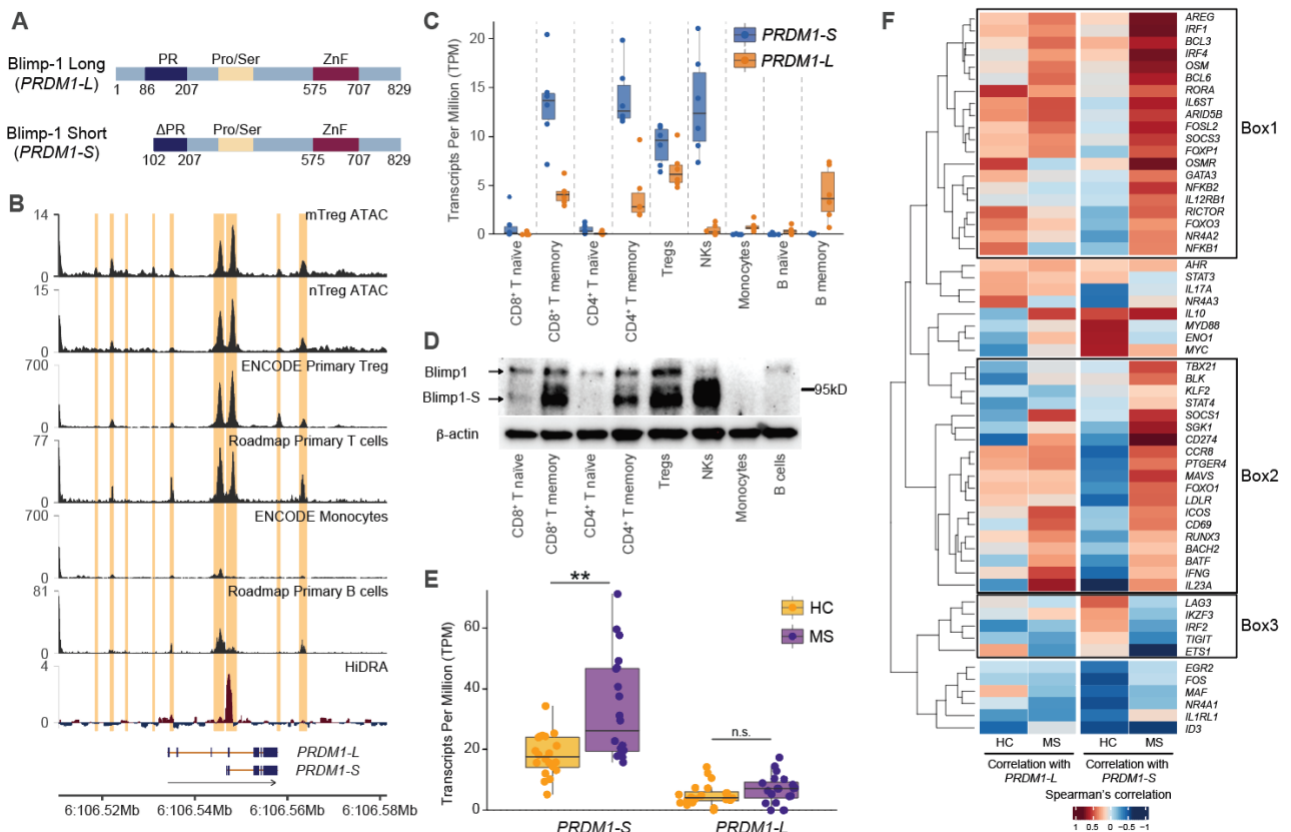 A
Blimp-1 Long
(PRDM1-L)
PR
Pro/Ser
ZnF
1 86 207 575 707 829
Blimp-1 Short
(PRDM1-S)
ΔPR
Pro/Ser
ZnF
102 207 575 707 829
B
14
0
mTreg ATAC
15
0
nTreg ATAC
700
0
ENCODE Primary Treg
77
0
Roadmap Primary T cells
700
0
ENCODE Monocytes
81
0
Roadmap Primary B cells
4
0
HiDRA
PRDM1-L
PRDM1-S
6:106.52Mb 6:106.54Mb 6:106.56Mb 6:106.58Mb
C
Transcripts Per Million (TPM)
20
15
10
5
0
PRDM1-S
PRDM1-L
CD8+ T naïve
CD8+ T memory
CD4+ T naïve
CD4+ T memory
Tregs
NKs
Monocytes
B naïve
B memory
D
Blimp1
Blimp1-S
95kD
β-actin
CD8+ T naïve
CD8+ T memory
CD4+ T naïve
CD4+ T memory
Tregs
NKs
Monocytes
B cells
E
Transcripts Per Million (TPM)
60
40
20
0
**
n.s.
HC
MS
PRDM1-S PRDM1-L
F
AREG
IRF1
BCL3
IRF4
OSM
BCL6
RORA
IL6ST
ARID5B
FOSL2
SOCS3
FOXP1
OSMR
GATA3
NFKB2
IL12RB1
RICTOR
FOXO3
NR4A2
NFKB1
Box1
AHR
STAT3
IL17A
NR4A3
IL10
MYD88
ENO1
MYC
TBX21
BLK
KLF2
STAT4
SOCS1
SGK1
CD274
CCR8
PTGER4
MAVS
FOXO1
LDLR
ICOS
CD69
RUNX3
BACH2
BATF
IFNG
IL23A
Box2
LAG3
IKZF3
IRF2
TIGIT
ETS1
Box3
EGR2
FOS
MAF
NR4A1
IL1RL1
ID3
HC MS HC MS
Correlation with
PRDM1-L
Correlation with
PRDM1-S
Spearman's correlation
1 0.5 0 -0.5 -1